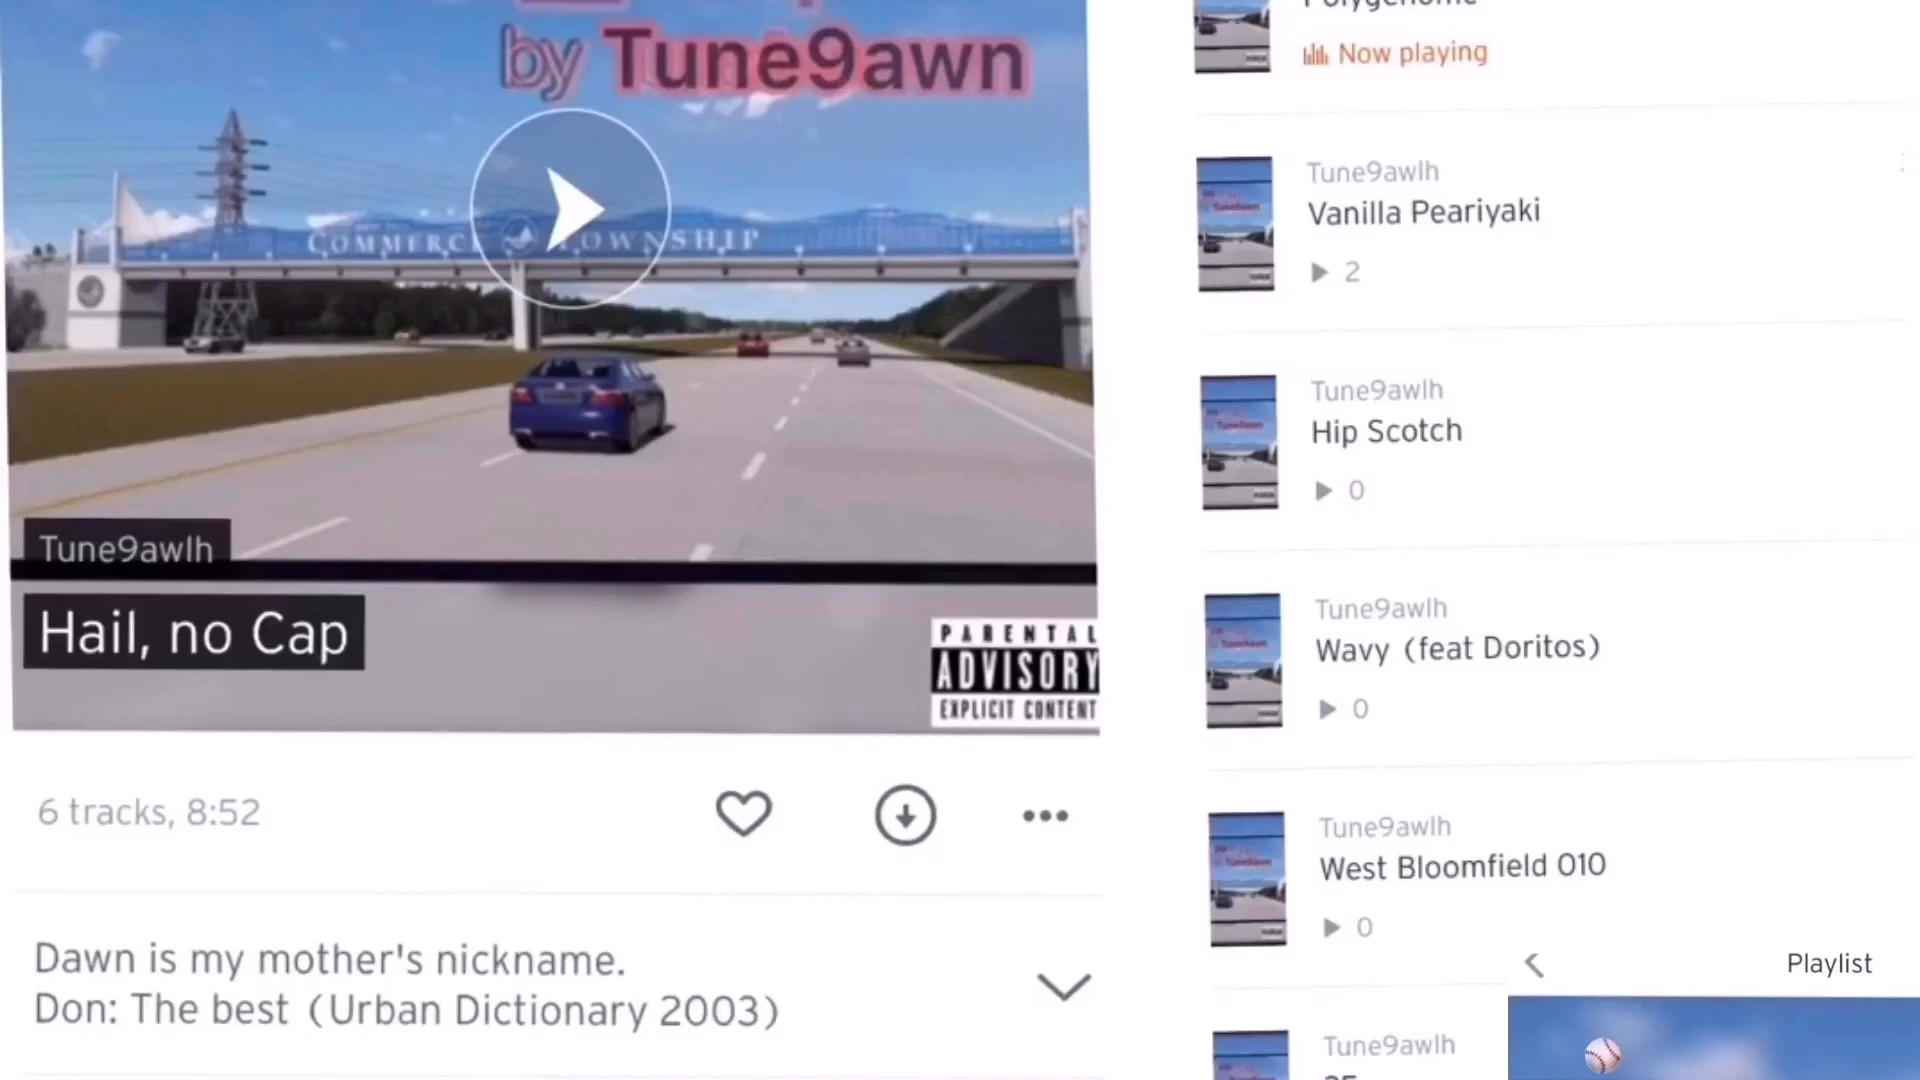 by Tune9awn
COMMERCE TOWNSHIP
Tune9awlh
Hail, no Cap
PARENTAL
ADVISORY
EXPLICIT CONTENT
6 tracks, 8:52
Dawn is my mother's nickname.
Don: The best (Urban Dictionary 2003)
Polygenome
Now playing
Tune9awlh
Vanilla Peariyaki
2
Tune9awlh
Hip Scotch
0
Tune9awlh
Wavy (feat Doritos)
0
Tune9awlh
West Bloomfield 010
0
Tune9awlh
Playlist